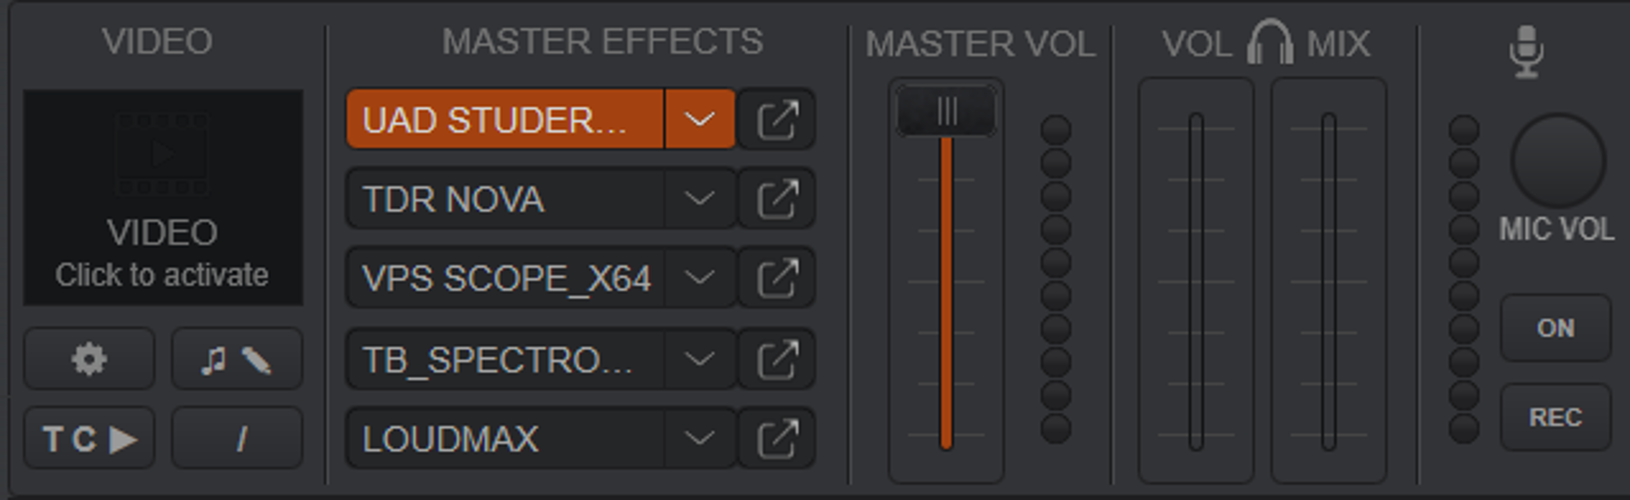 VIDEO
VIDEO
Click to activate
T C
/
MASTER EFFECTS
UAD STUDER...
TDR NOVA
VPS SCOPE_X64
TB_SPECTRO...
LOUDMAX
MASTER VOL
VOL MIX
MIC VOL
ON
REC